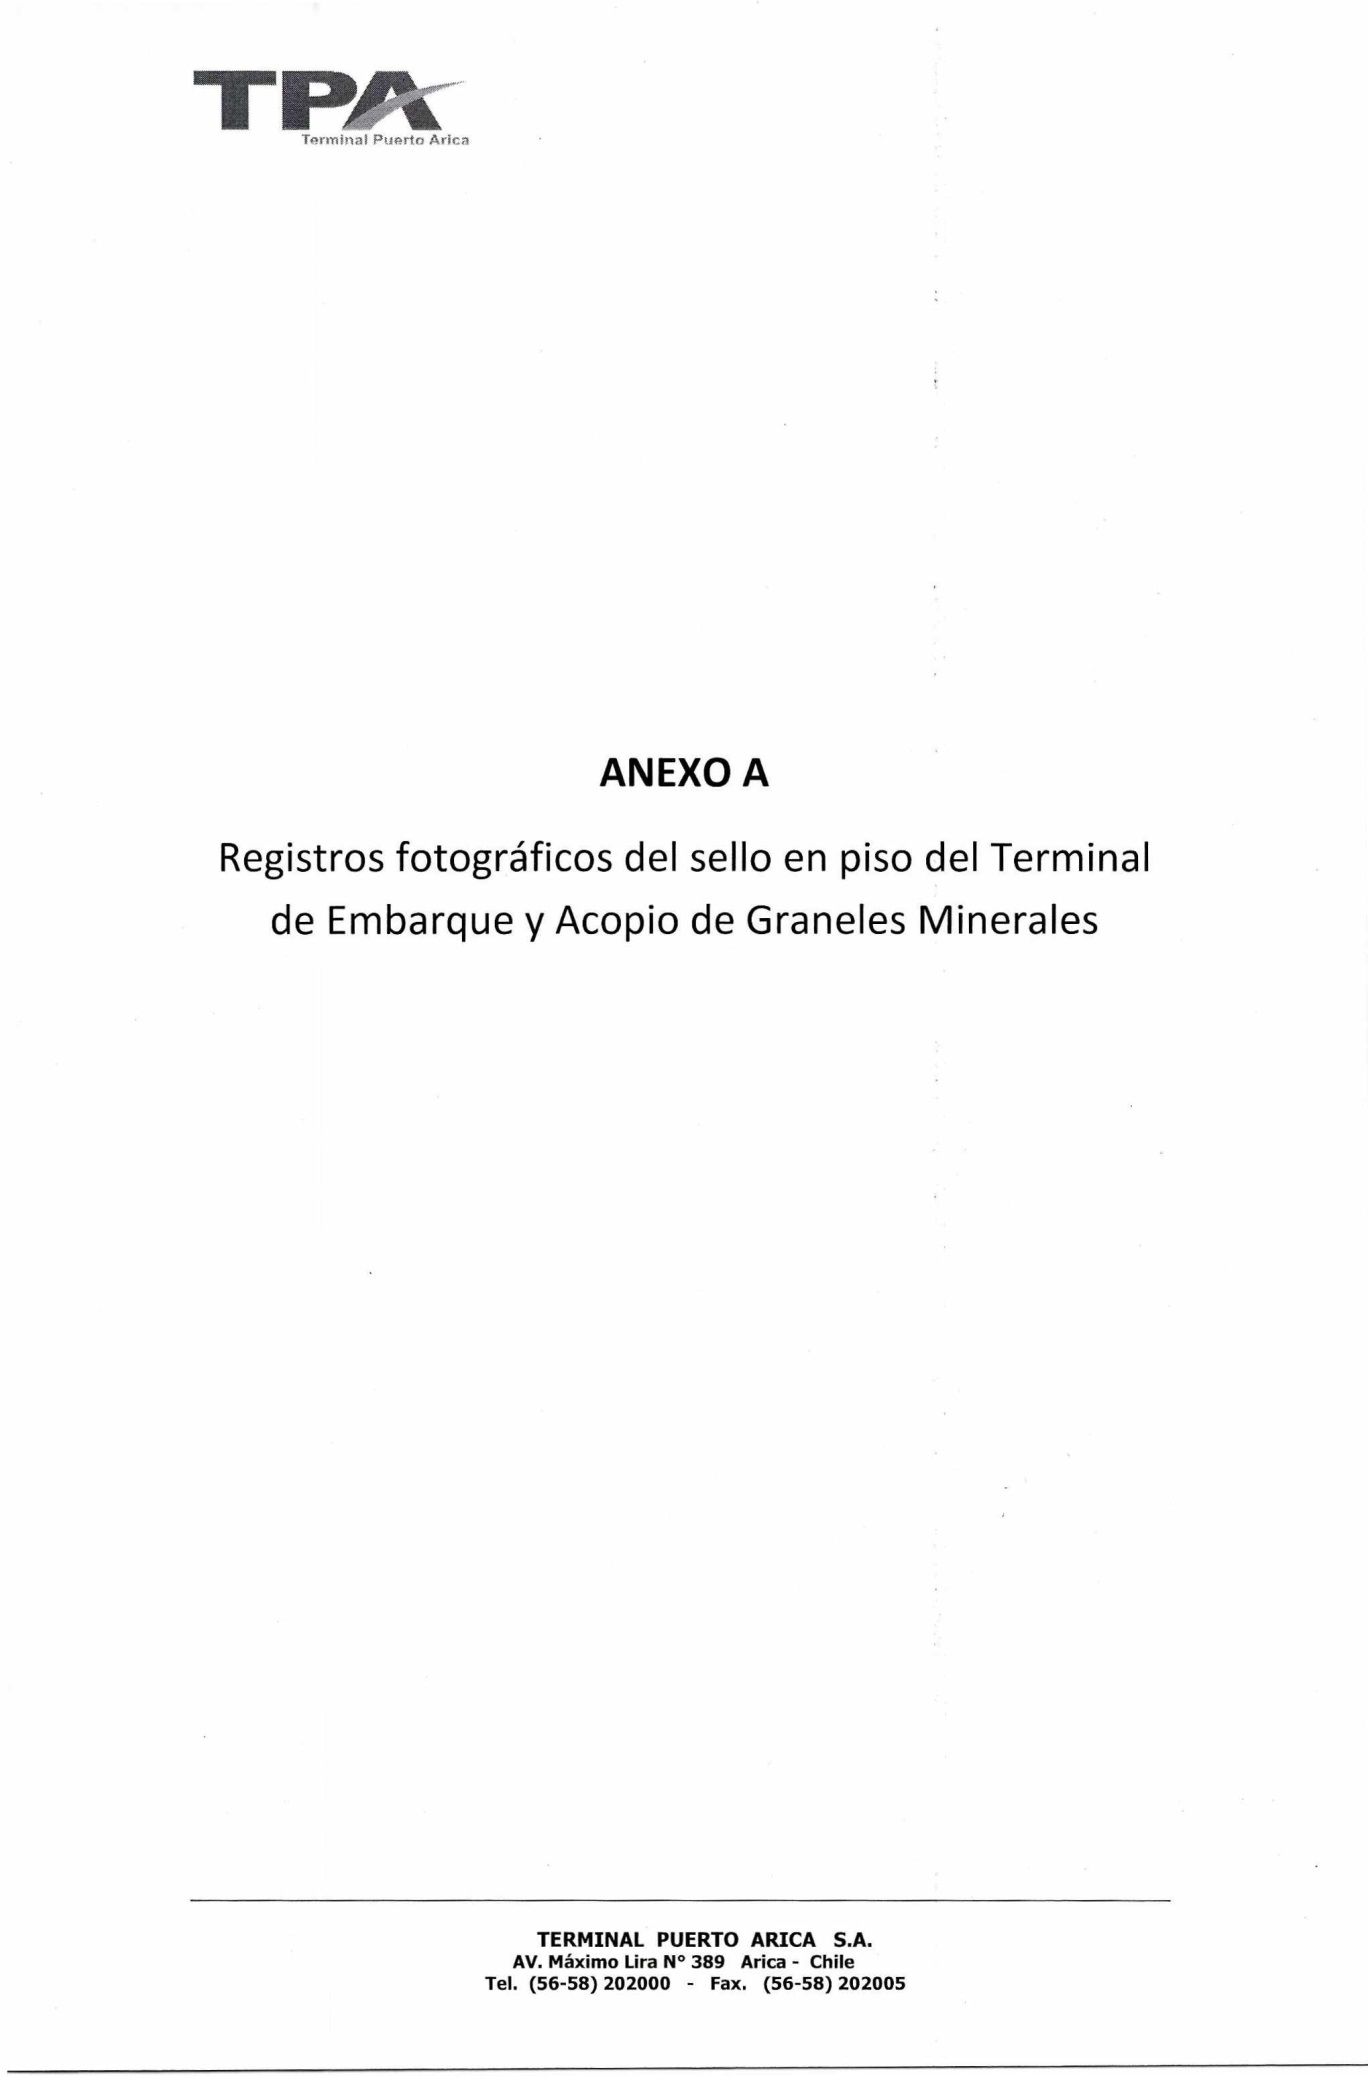 TPA
Terminal Puerto Arica
ANEXO A
Registros fotográficos del sello en piso del Terminal
de Embarque y Acopio de Graneles Minerales
TERMINAL PUERTO ARICA S.A.
AV. Máximo Lira N° 389 Arica - Chile
Tel. (56-58) 202000 - Fax. (56-58) 202005